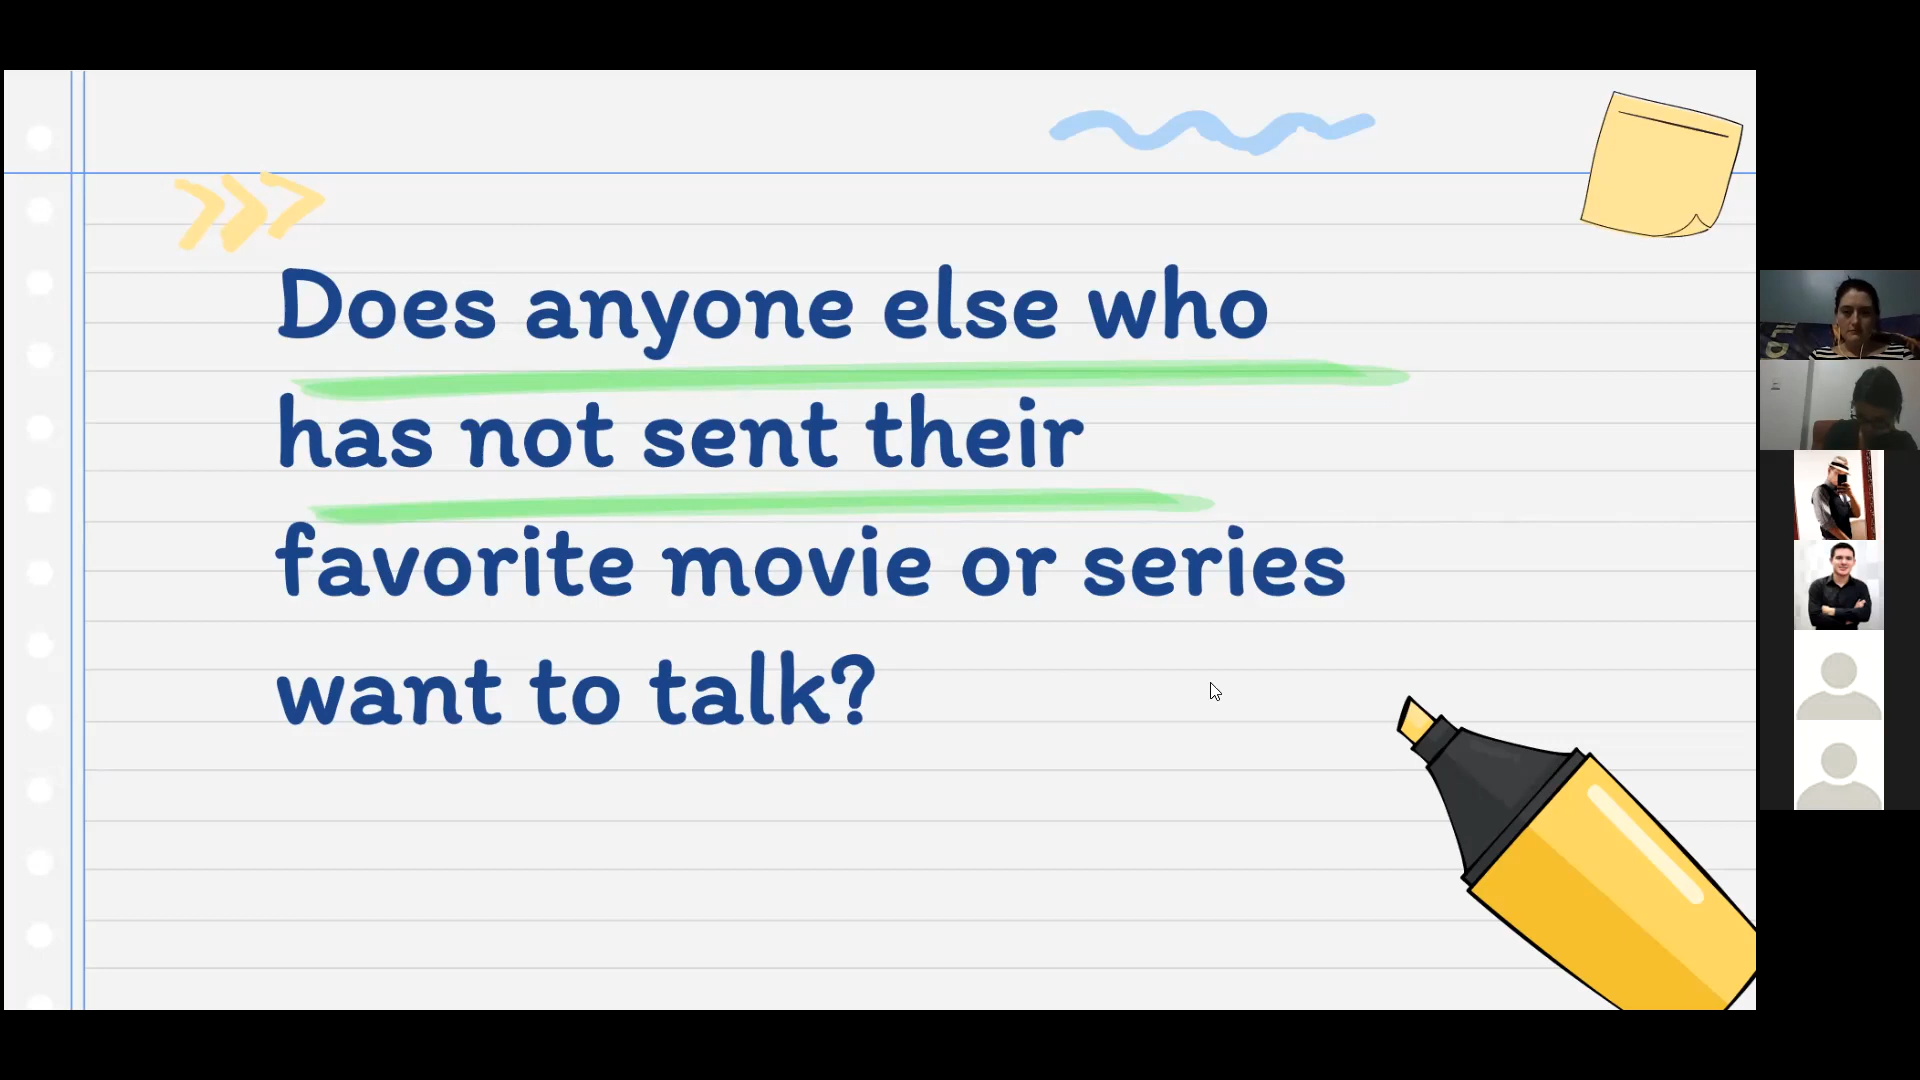 Does anyone else who
has not sent their
favorite movie or series
want to talk?